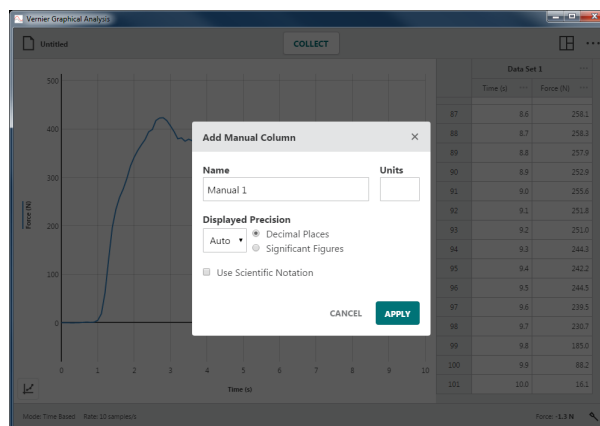 Vernier Graphical Analysis
Untitled
COLLECT
Data Set 1
Time (s)
Force (N)
87 8.6 258.1
88 8.7 258.3
89 8.8 257.9
90 8.9 252.9
91 9.0 255.6
92 9.1 251.8
93 9.2 251.0
94 9.3 244.3
95 9.4 242.2
96 9.5 244.5
97 9.6 239.5
98 9.7 230.7
99 9.8 185.0
100 9.9 88.2
101 10.0 16.1
500
400
300
200
100
0
Force (N)
0 1 2 3 4 5 6 7 8 9 10
Time (s)
Add Manual Column
Name
Units
Manual 1
Displayed Precision
Auto
Decimal Places
Significant Figures
Use Scientific Notation
CANCEL
APPLY
Mode: Time Based Rate: 10 samples/s
Force: -1.3 N